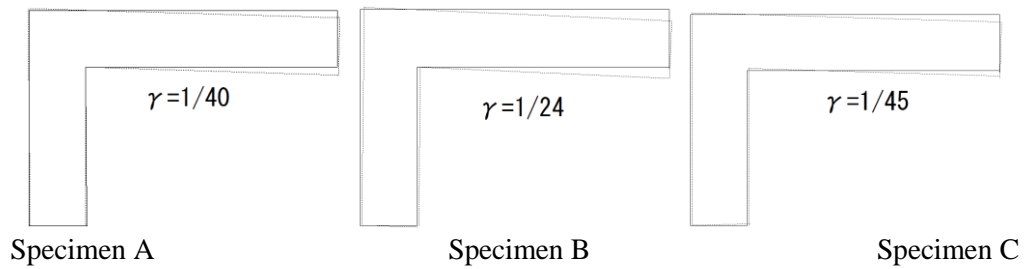 γ=1/40
γ=1/24
γ=1/45
Specimen A
Specimen B
Specimen C